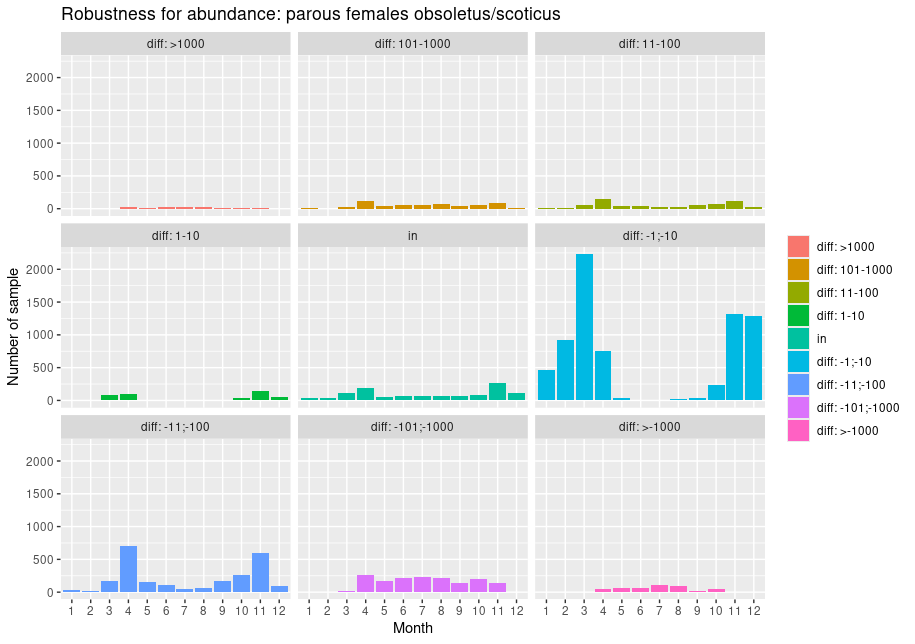 Robustness for abundance: parous females obsoletus/scoticus
diff: >1000
diff: 101-1000
diff: 11-100
2000
1500
1000
500
0
diff: 1-10
in
diff: -1;-10
2000
1500
1000
500
0
diff: -11;-100
diff: -101;-1000
diff: >-1000
2000
1500
1000
500
0
1 2 3 4 5 6 7 8 9 10 11 12
1 2 3 4 5 6 7 8 9 10 11 12
1 2 3 4 5 6 7 8 9 10 11 12
Month
Number of sample
diff: >1000
diff: 101-1000
diff: 11-100
diff: 1-10
in
diff: -1;-10
diff: -11;-100
diff: -101;-1000
diff: >-1000